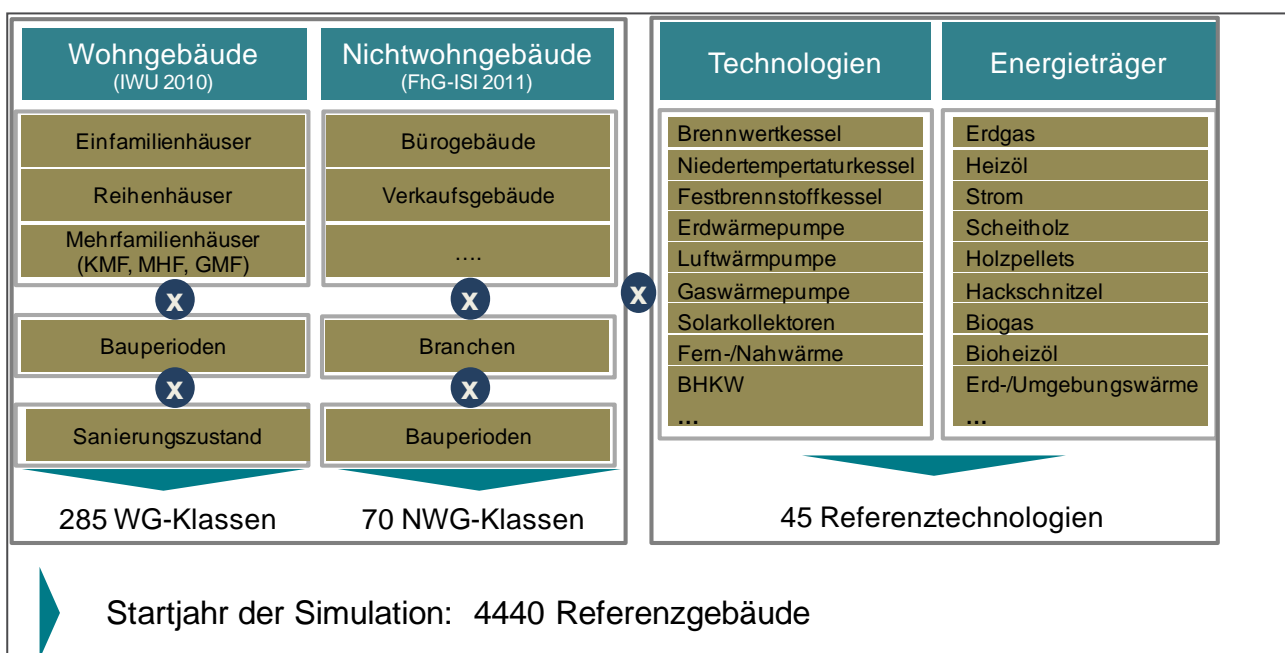 Wohngebäude
(IWU 2010)
Einfamilienhäuser
Reihenhäuser
Mehrfamilienhäuser
(KMF, MHF, GMF)
x
Bauperioden
x
Sanierungszustand
285 WG-Klassen
Nichtwohngebäude
(FhG-ISI 2011)
Bürogebäude
Verkaufsgebäude
....
x
Branchen
x
Bauperioden
70 NWG-Klassen
x
Technologien
Brennwertkessel
Niedertempertaturkessel
Festbrennstoffkessel
Erdwärmepumpe
Luftwärmpumpe
Gaswärmepumpe
Solarkollektoren
Fern-/Nahwärme
BHKW
...
Energieträger
Erdgas
Heizöl
Strom
Scheitholz
Holzpellets
Hackschnitzel
Biogas
Bioheizöl
Erd-/Umgebungswärme
...
45 Referenztechnologien
Startjahr der Simulation: 4440 Referenzgebäude